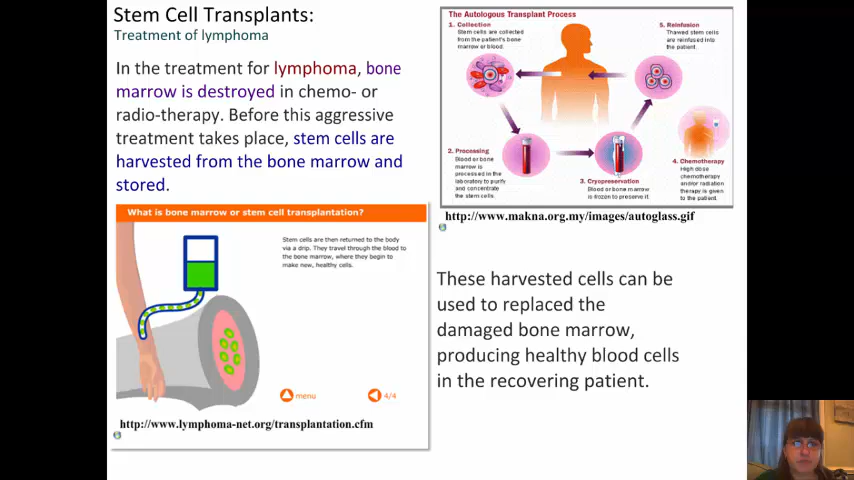 Stem Cell Transplants:
Treatment of lymphoma
In the treatment for lymphoma, bone
marrow is destroyed in chemo- or
radio-therapy. Before this aggressive
treatment takes place, stem cells are
harvested from the bone marrow and
stored.
What is bone marrow or stem cell transplantation?
Stem cells are then returned to the body
via a drip. They travel through the blood to
the bone marrow, where they begin to
make new, healthy cells.
menu
4/4
http://www.lymphoma-net.org/transplantation.cfm
The Autologous Transplant Process
1. Collection
Stem cells are collected
from the patient's bone
marrow or blood.
5. Reinfusion
Thawed stem cells
are reinfused into
the patient.
2. Processing
Blood or bone
marrow is
processed in the
laboratory to purify
and concentrate
the stem cells.
3. Cryopreservation
Blood or bone marrow
is frozen to preserve it.
4. Chemotherapy
High dose
chemotherapy
and/or radiation
therapy is given
to the patient.
http://www.makna.org.my/images/autoglass.gif
These harvested cells can be
used to replaced the
damaged bone marrow,
producing healthy blood cells
in the recovering patient.